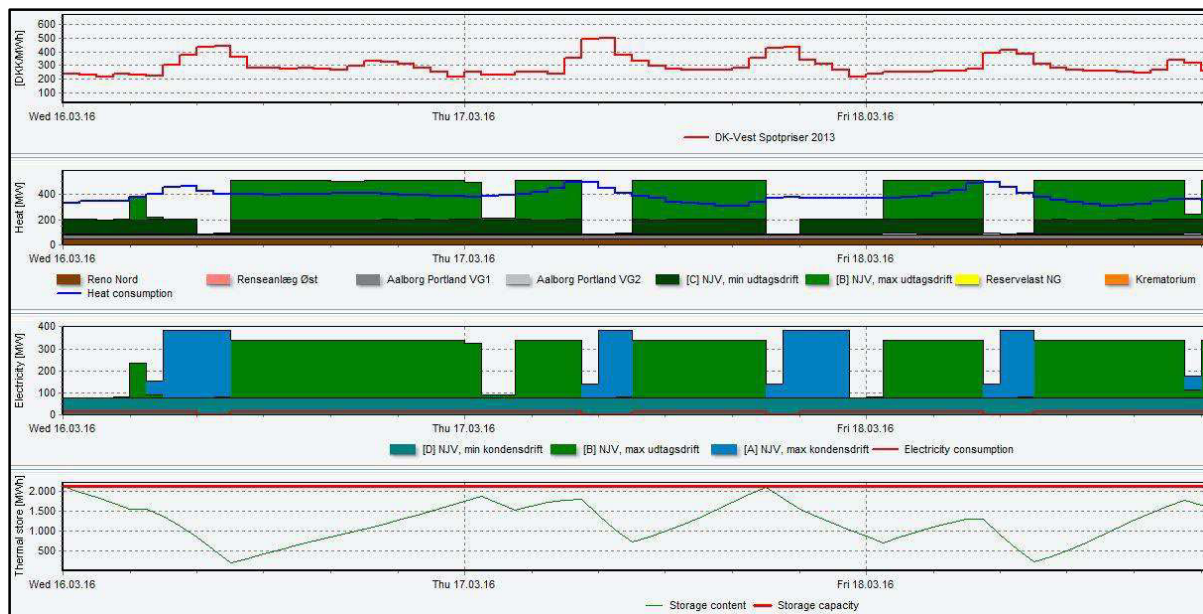 [DKK/MWh]
600
500
400
300
200
100
Wed 16.03.16 Thu 17.03.16 Fri 18.03.16
DK-Vest Spotpriser 2013
Heat [MW]
400
200
0
Wed 16.03.16 Thu 17.03.16 Fri 18.03.16
Reno Nord Renseanlæg Øst Aalborg Portland VG1 Aalborg Portland VG2 [C] NJV, min udtagsdrift [B] NJV, max udtagsdrift Reservelast NG Krematorium
Heat consumption
Electricity [MW]
400
300
200
100
0
Wed 16.03.16 Thu 17.03.16 Fri 18.03.16
[D] NJV, min kondensdrift [B] NJV, max udtagsdrift [A] NJV, max kondensdrift Electricity consumption
Thermal store [MWh]
2.000
1.500
1.000
500
Wed 16.03.16 Thu 17.03.16 Fri 18.03.16
Storage content Storage capacity